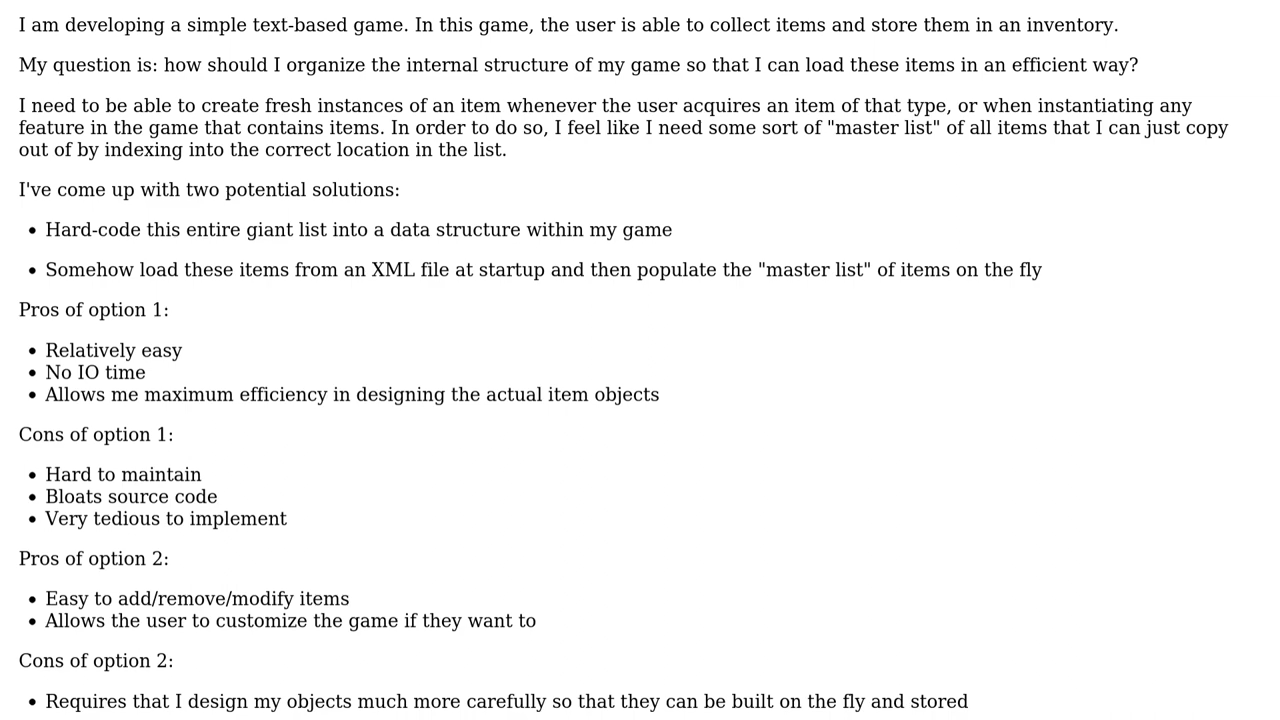 I am developing a simple text-based game. In this game, the user is able to collect items and store them in an inventory.
My question is: how should I organize the internal structure of my game so that I can load these items in an efficient way?
I need to be able to create fresh instances of an item whenever the user acquires an item of that type, or when instantiating any
feature in the game that contains items. In order to do so, I feel like I need some sort of "master list" of all items that I can just copy
out of by indexing into the correct location in the list.
I've come up with two potential solutions:
• Hard-code this entire giant list into a data structure within my game
• Somehow load these items from an XML file at startup and then populate the "master list" of items on the fly
Pros of option 1:
• Relatively easy
• No IO time
• Allows me maximum efficiency in designing the actual item objects
Cons of option 1:
• Hard to maintain
• Bloats source code
• Very tedious to implement
Pros of option 2:
• Easy to add/remove/modify items
• Allows the user to customize the game if they want to
Cons of option 2:
• Requires that I design my objects much more carefully so that they can be built on the fly and stored